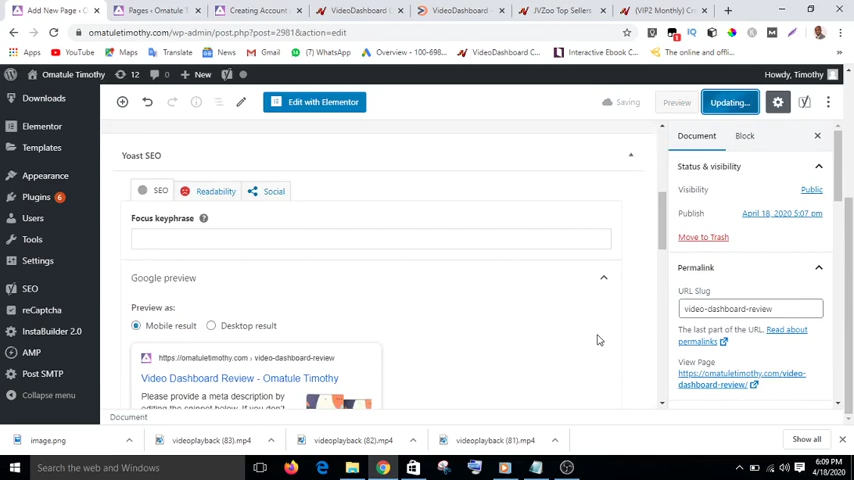 Add New Page ‹ O
Pages ‹ Omatule Tim
Creating Account
VideoDashboard C
VideoDashboard
JVZoo Top Sellers
(VIP2 Monthly) Cr
omatuletimothy.com/wp-admin/post.php?post=2981&action=edit
Apps
YouTube
Maps
Translate
News
Gmail
(7) WhatsApp
Overview - 100-698...
VideoDashboard C...
Interactive Ebook C...
The online and offli...
Omatule Timothy
12
0
New
Howdy, Timothy
Downloads
Elementor
Templates
Appearance
Plugins 6
Users
Tools
Settings
SEO
reCaptcha
InstaBuilder 2.0
AMP
Post SMTP
Collapse menu
Edit with Elementor
Saving
Preview
Updating...
Yoast SEO
SEO
Readability
Social
Focus keyphrase
Google preview
Preview as:
Mobile result
Desktop result
https://omatuletimothy.com › video-dashboard-review
Video Dashboard Review - Omatule Timothy
Please provide a meta description by
editing the snippet below. If you don't
Document
Document
Block
Status & visibility
Visibility
Public
Publish
April 18, 2020 5:07 pm
Move to Trash
Permalink
URL Slug
video-dashboard-review
The last part of the URL. Read about
permalinks
View Page
https://omatuletimothy.com/video-
dashboard-review/
image.png
videoplayback (83).mp4
videoplayback (82).mp4
videoplayback (81).mp4
Show all
Search the web and Windows
6:09 PM
4/18/2020